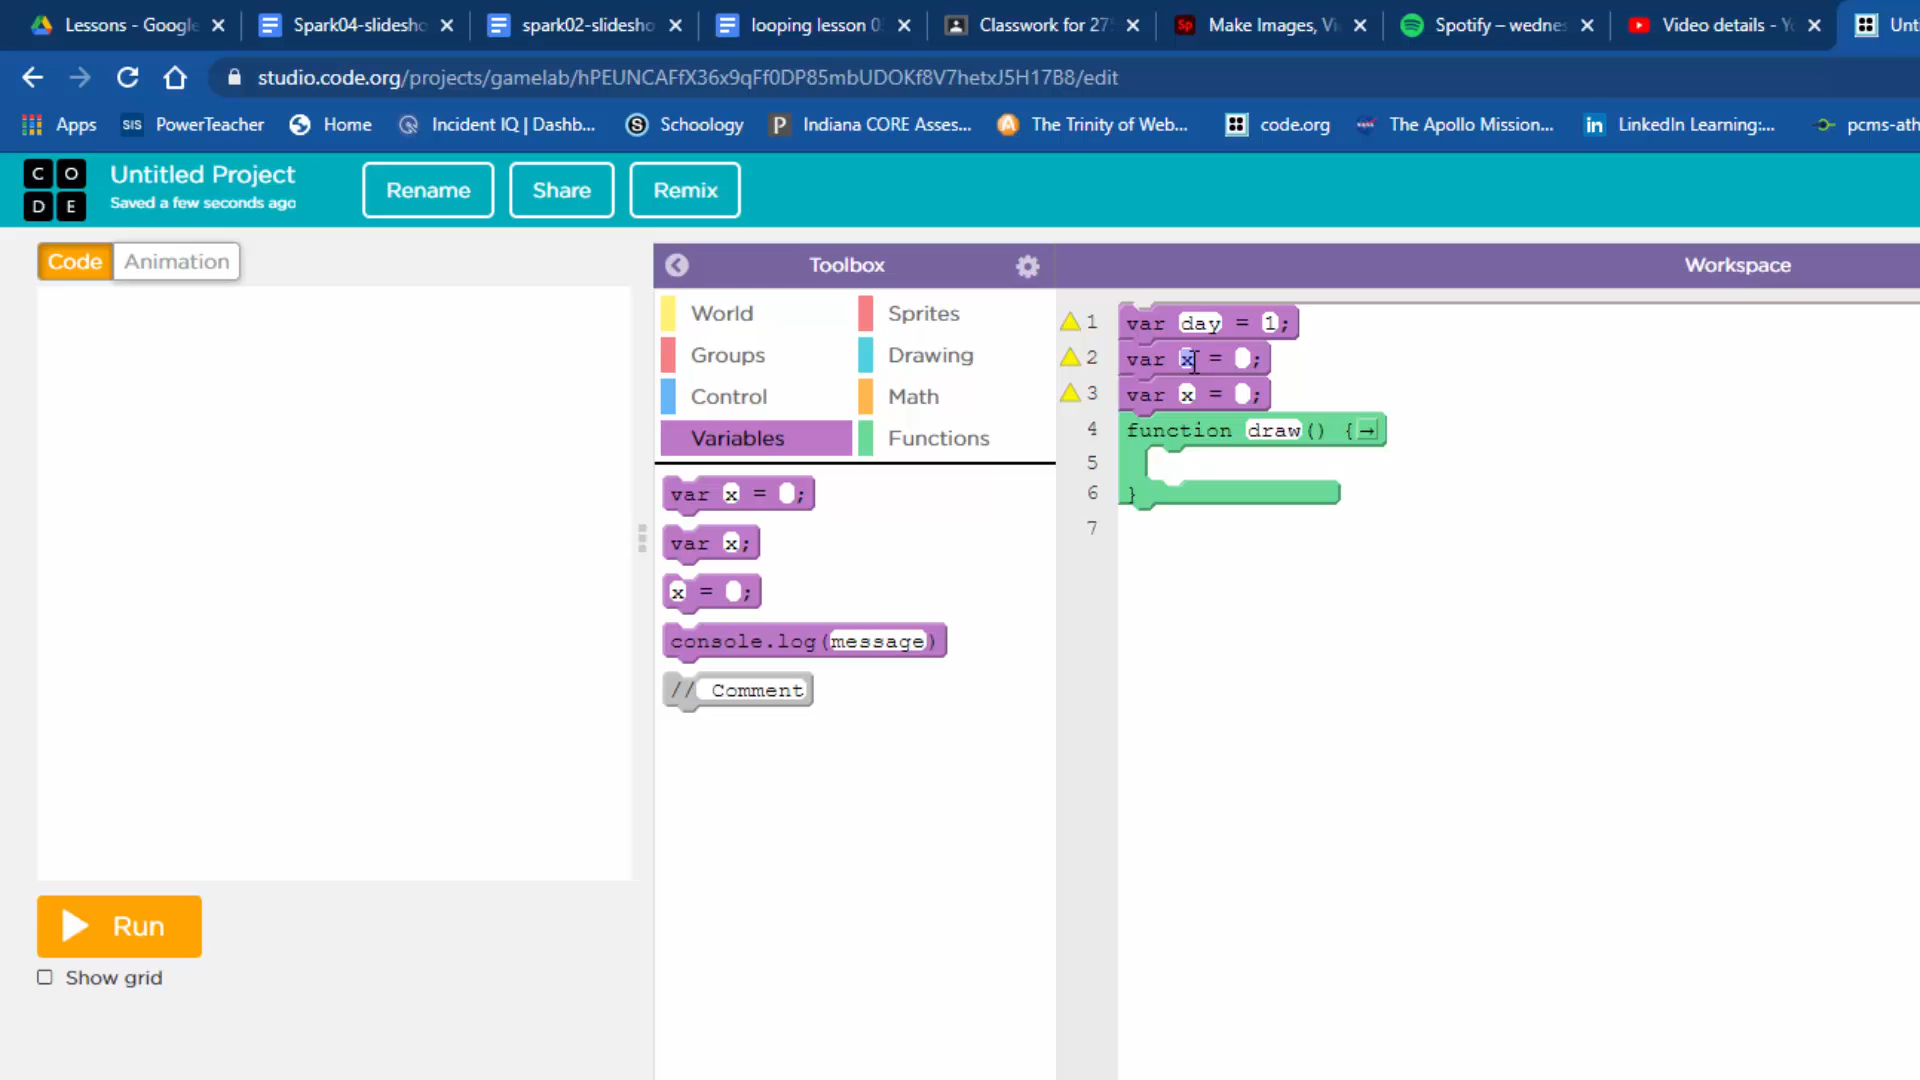 Lessons - Google
Spark04-slidesho
spark02-slidesho
looping lesson 0
Classwork for 27
Make Images, Vi
Spotify – wednes
Video details - Yo
Unt
studio.code.org/projects/gamelab/hPEUNCAFfX36x9qFf0DP85mbUDOKf8V7hetxJ5H17B8/edit
Apps
SIS PowerTeacher
Home
Incident IQ | Dashb...
S Schoology
P Indiana CORE Asses...
The Trinity of Web...
code.org
The Apollo Mission...
in LinkedIn Learning:...
pcms-ath
C O
D E
Untitled Project
Saved a few seconds ago
Rename
Share
Remix
Code
Animation
Toolbox
Workspace
World
Sprites
Groups
Drawing
Control
Math
Variables
Functions
var x = ;
var x;
x = ;
console.log(message)
// Comment
1 var day = 1;
2 var x = ;
3 var x = ;
4 function draw() {→
5
6 }
7
Run
Show grid